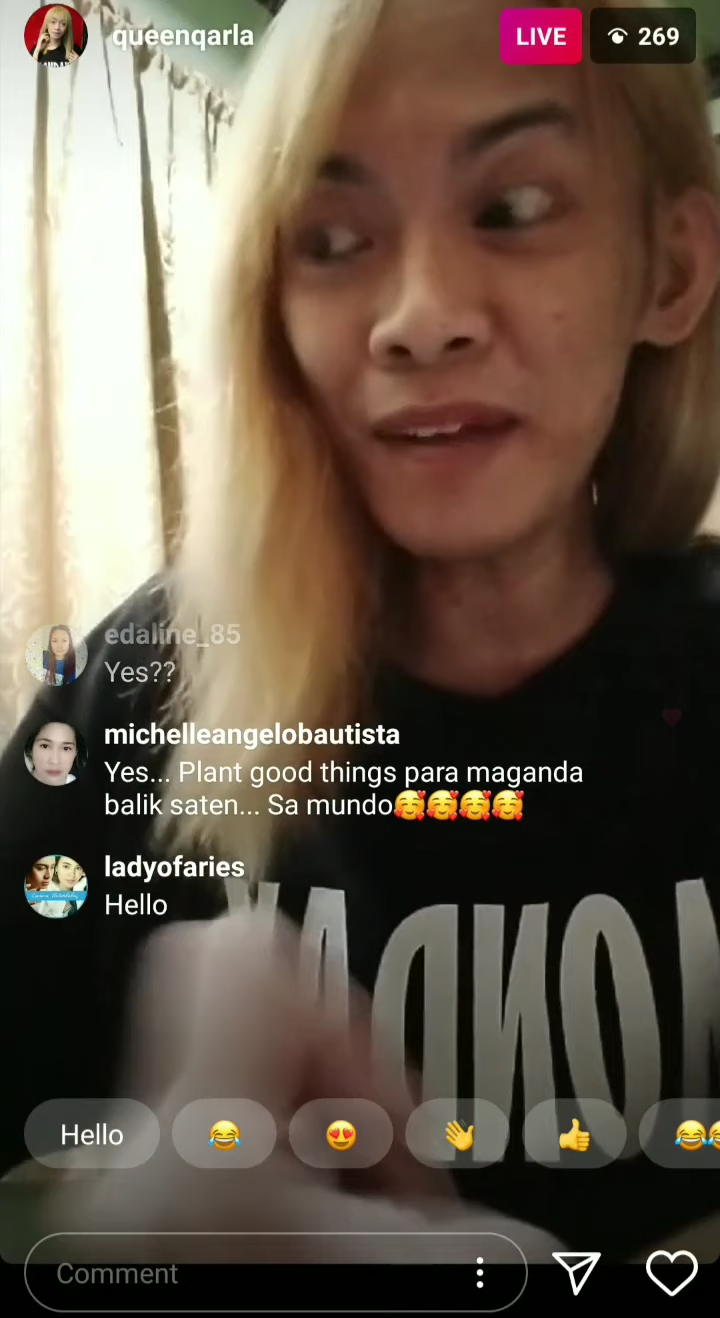 queenqarla
LIVE
269
edaline_85
Yes??
michelleangelobautista
Yes... Plant good things para maganda
balik saten... Sa mundo🥰🥰🥰🥰
ladyofaries
Hello
Hello 😂 😍 👋 👍 😂
Comment